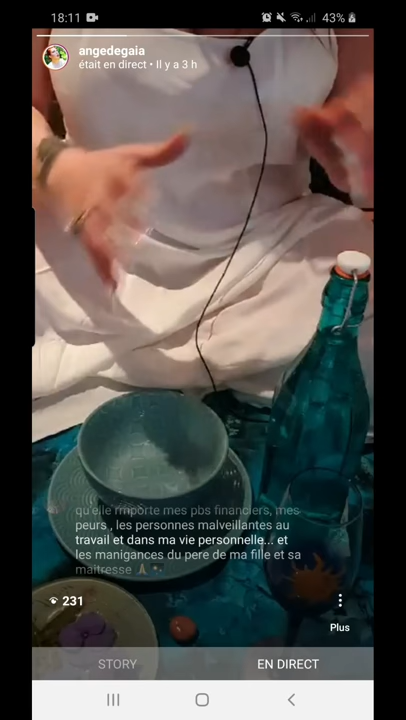 18:11
43%
angedegaia
était en direct • Il y a 3 h
qu'elle rmporte mes pbs financiers, mes
peurs , les personnes malveillantes au
travail et dans ma vie personnelle... et
les manigances du pere de ma fille et sa
maitresse
231
Plus
STORY
EN DIRECT